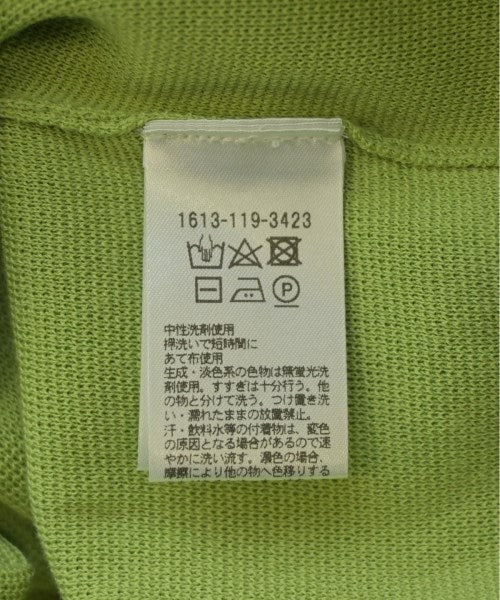 1613-119-3423
P
中性洗剤使用
押洗いで短時間に
あて布使用
生成・淡色系の色物は無蛍光洗
剤使用。すすぎは十分行う。他
の物と分けて洗う。つけ置き洗
い・濡れたままの放置禁止。
汗・飲料水等の付着物は、変色
の原因となる場合があるので速
やかに洗い流す。濃色の場合、
摩擦により他の物へ色移りする